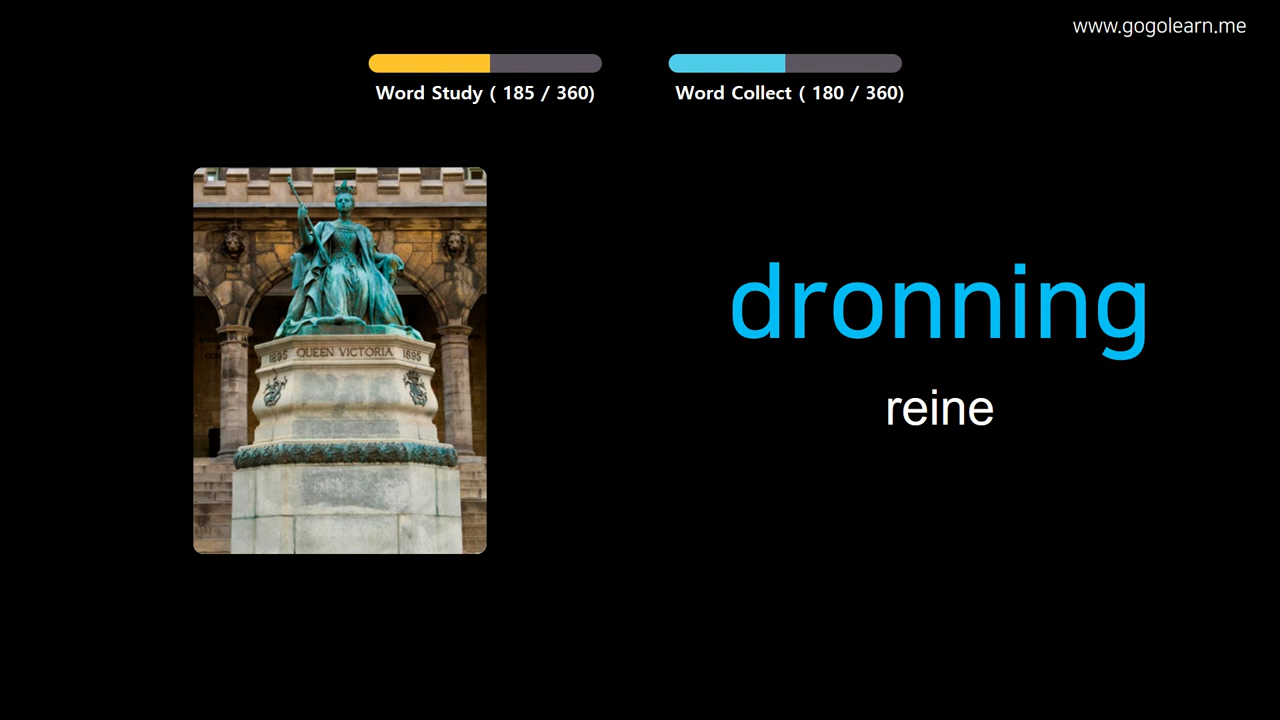 www.gogolearn.me
Word Study ( 185 / 360)
Word Collect ( 180 / 360)
1895 QUEEN VICTORIA 1895
dronning
reine